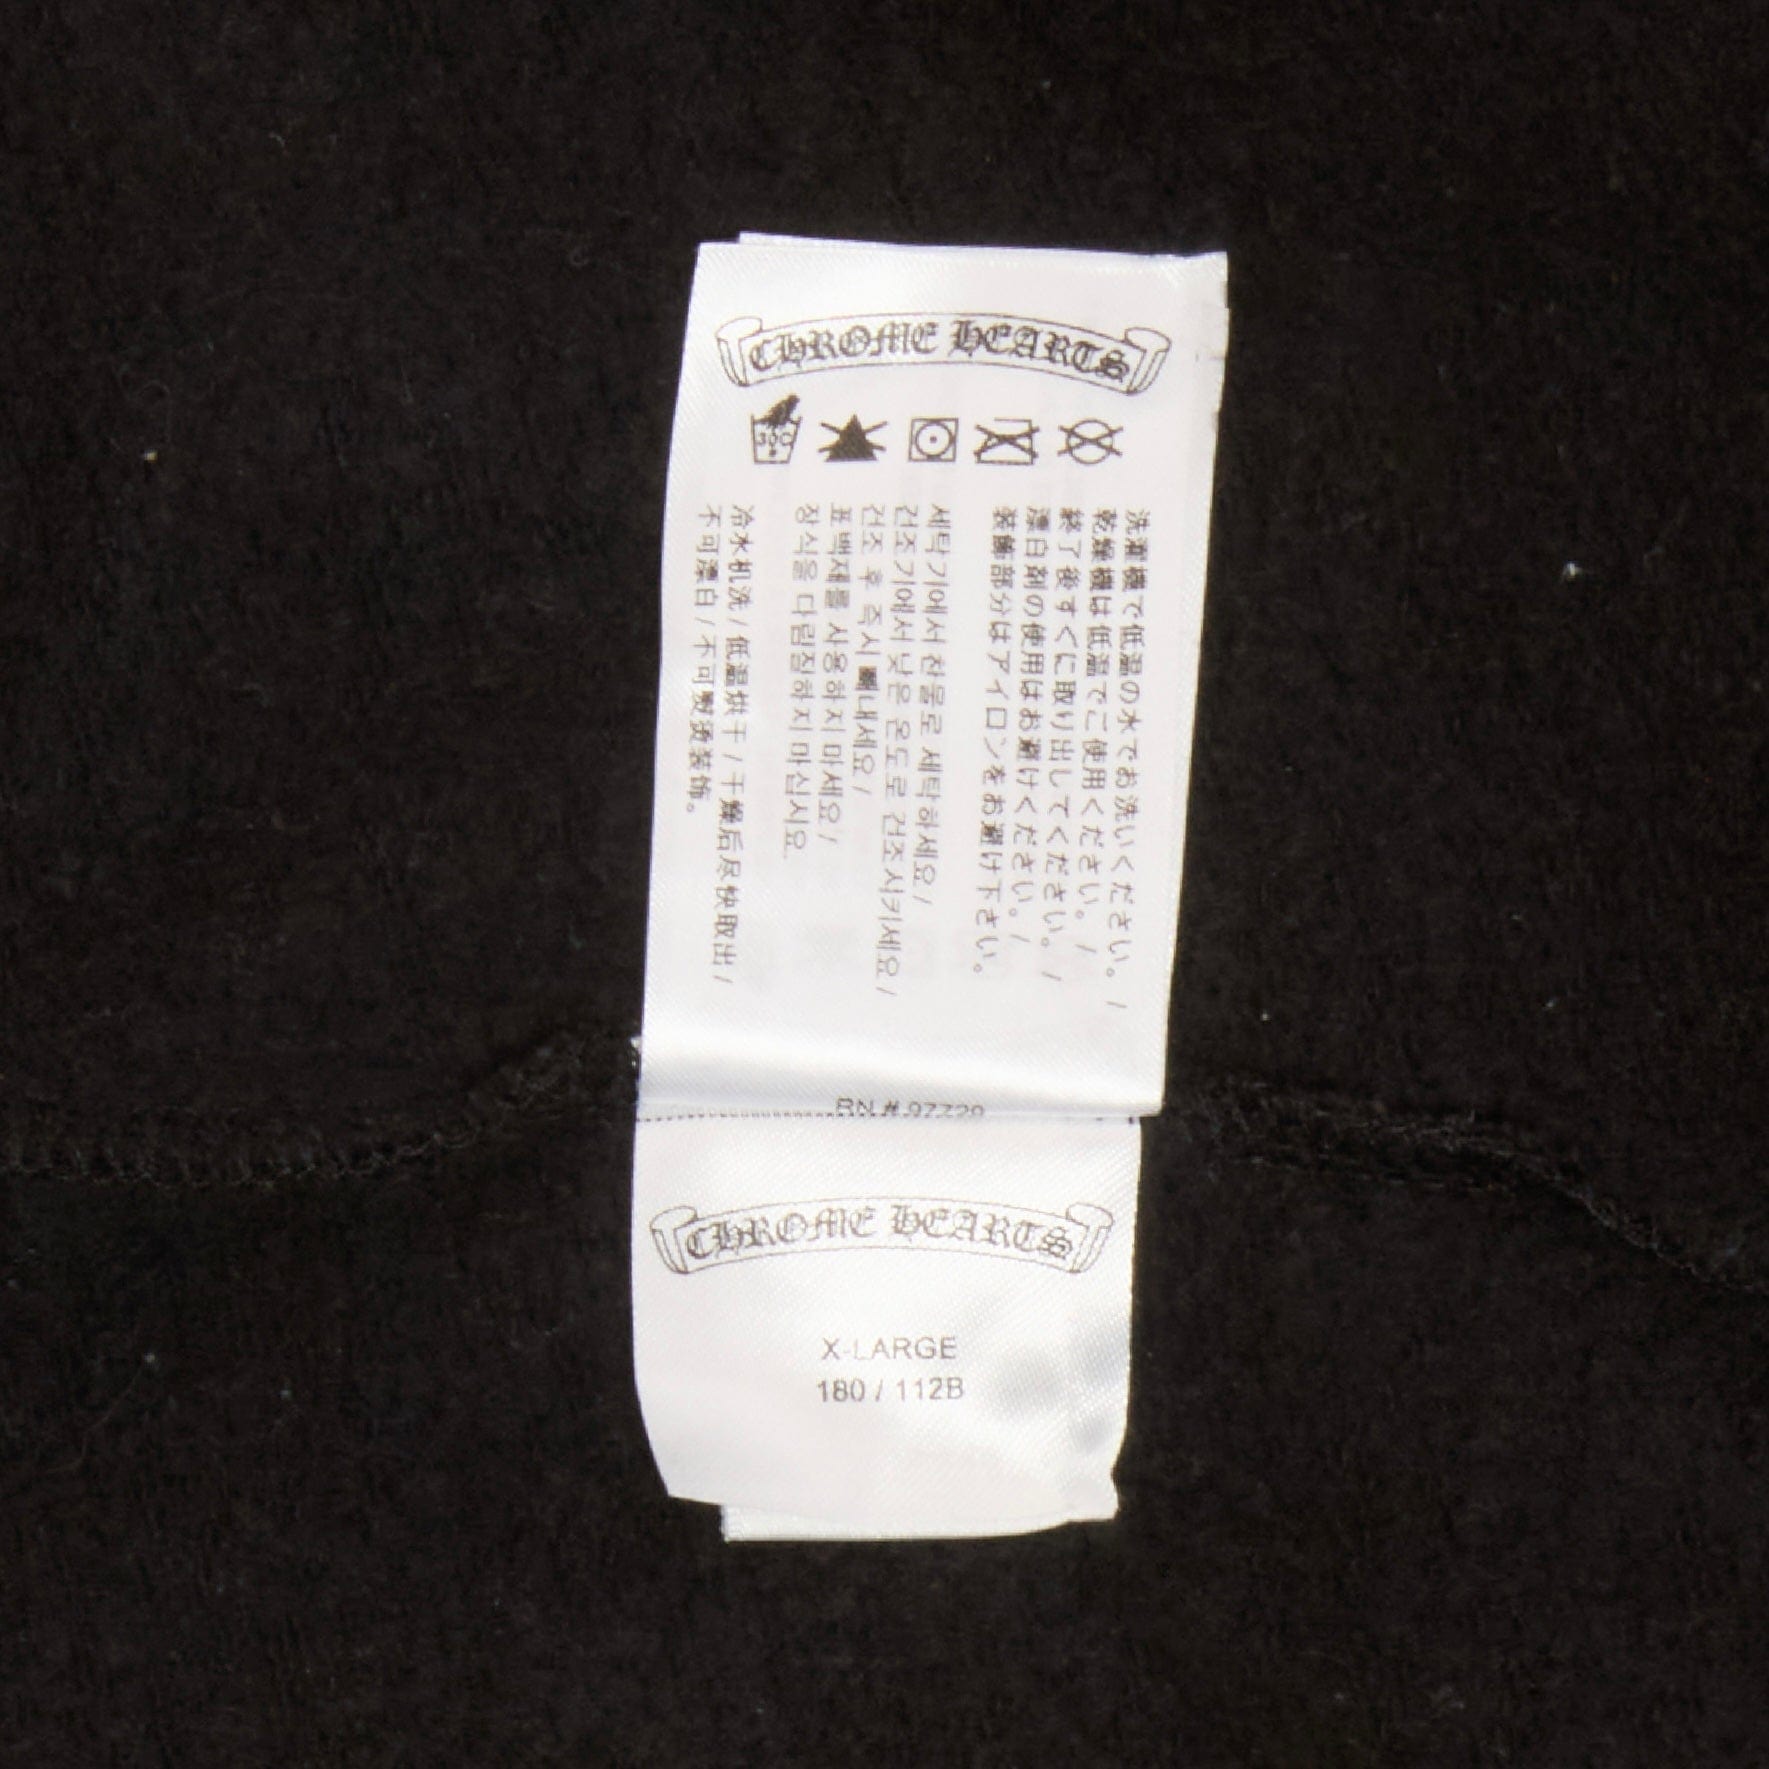 CHROME HEARTS
30C
洗濯機で低温の水でお洗いください。/
乾燥機は低温でご使用ください。/
終了後すぐに取り出してください。/
漂白剤の使用はお避けください。/
装飾部分はアイロンをお避け下さい。
세탁기에서 찬물로 세탁하세요/
건조기에서 낮은 온도로 건조시키세요/
건조 후 즉시 빼내세요/
표백제를 사용하지 마세요/
장식을 다림질하지 마십시요
冷水机洗/低温烘干/干燥后尽快取出/
不可漂白/不可熨烫装饰。
RN # 97729
CHROME HEARTS
X-LARGE
180 / 112B